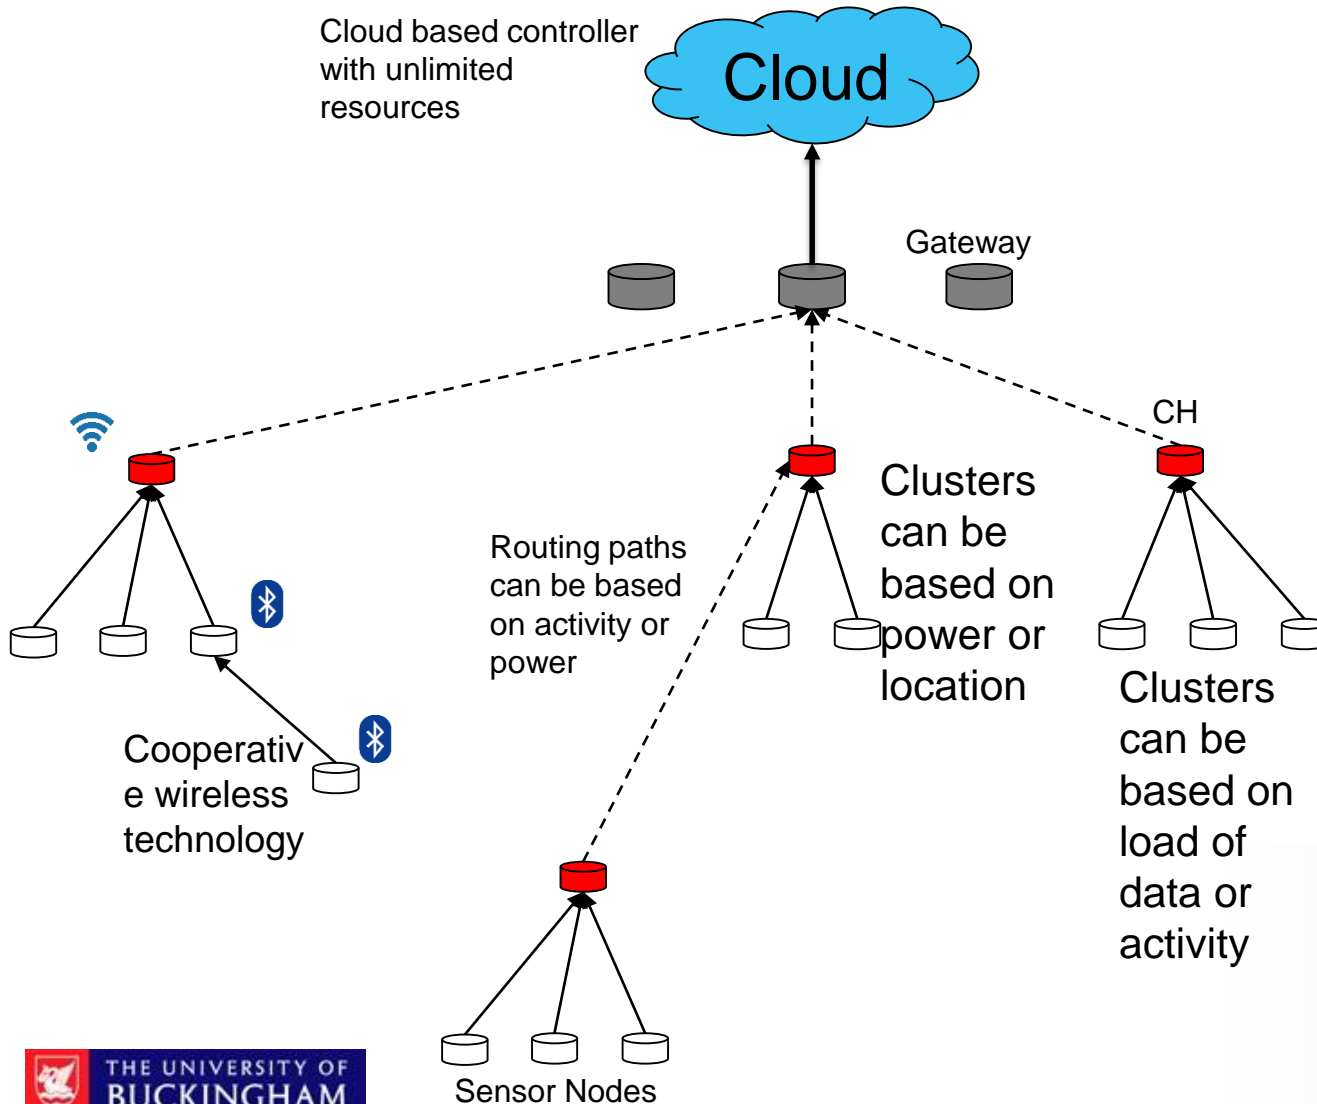 Cloud based controller
with unlimited
resources
Cloud
Gateway
CH
Clusters
can be
based on
power or
location
Routing paths
can be based
on activity or
power
Clusters
can be
based on
load of
data or
activity
Cooperativ
e wireless
technology
Sensor Nodes
THE UNIVERSITY OF
BUCKINGHAM